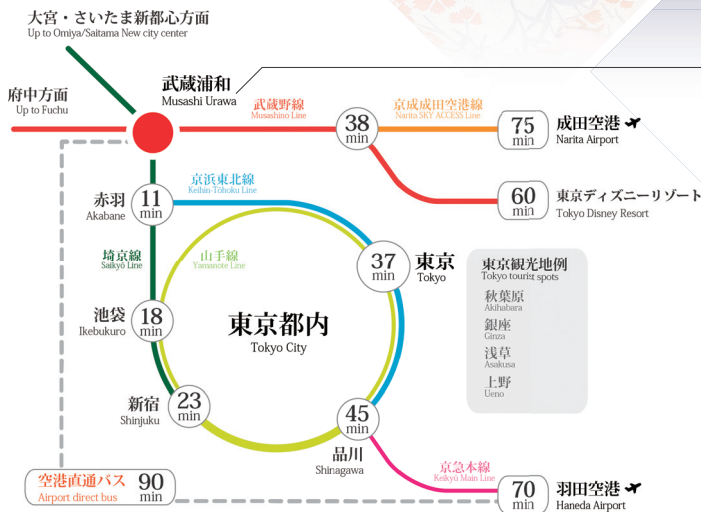 大宮・さいたま新都心方面
Up to Omiya/Saitama New city center
府中方面
Up to Fuchu
武蔵浦和
Musashi Urawa
武蔵野線
Musashino Line
38
min
京成成田空港線
Narita SKY ACCESS Line
75
min
成田空港
Narita Airport
60
min
東京ディズニーリゾート
Tokyo Disney Resort
赤羽
Akabane
11
min
京浜東北線
Keihin-Tōhoku Line
埼京線
Saikyō Line
山手線
Yamanote Line
37
min
東京
Tokyo
池袋
Ikebukuro
18
min
東京都内
Tokyo City
東京観光地例
Tokyo tourist spots
秋葉原
Akihabara
銀座
Ginza
浅草
Asakusa
上野
Ueno
新宿
Shinjuku
23
min
45
min
品川
Shinagawa
京急本線
Keikyū Main Line
空港直通バス
Airport direct bus
90
min
70
min
羽田空港
Haneda Airport